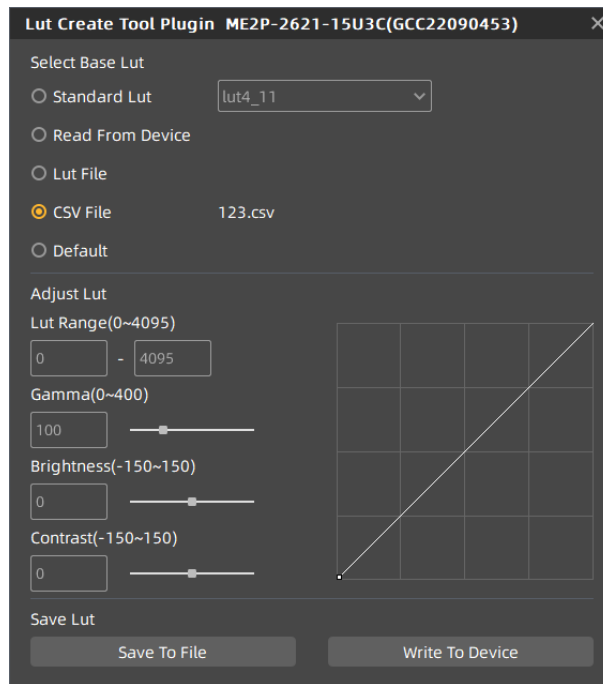 Lut Create Tool Plugin ME2P-2621-15U3C(GCC22090453)
Select Base Lut
Standard Lut lut4_11
Read From Device
Lut File
CSV File 123.csv
Default
Adjust Lut
Lut Range(0~4095)
0 - 4095
Gamma(0~400)
100
Brightness(-150~150)
0
Contrast(-150~150)
0
Save Lut
Save To File Write To Device